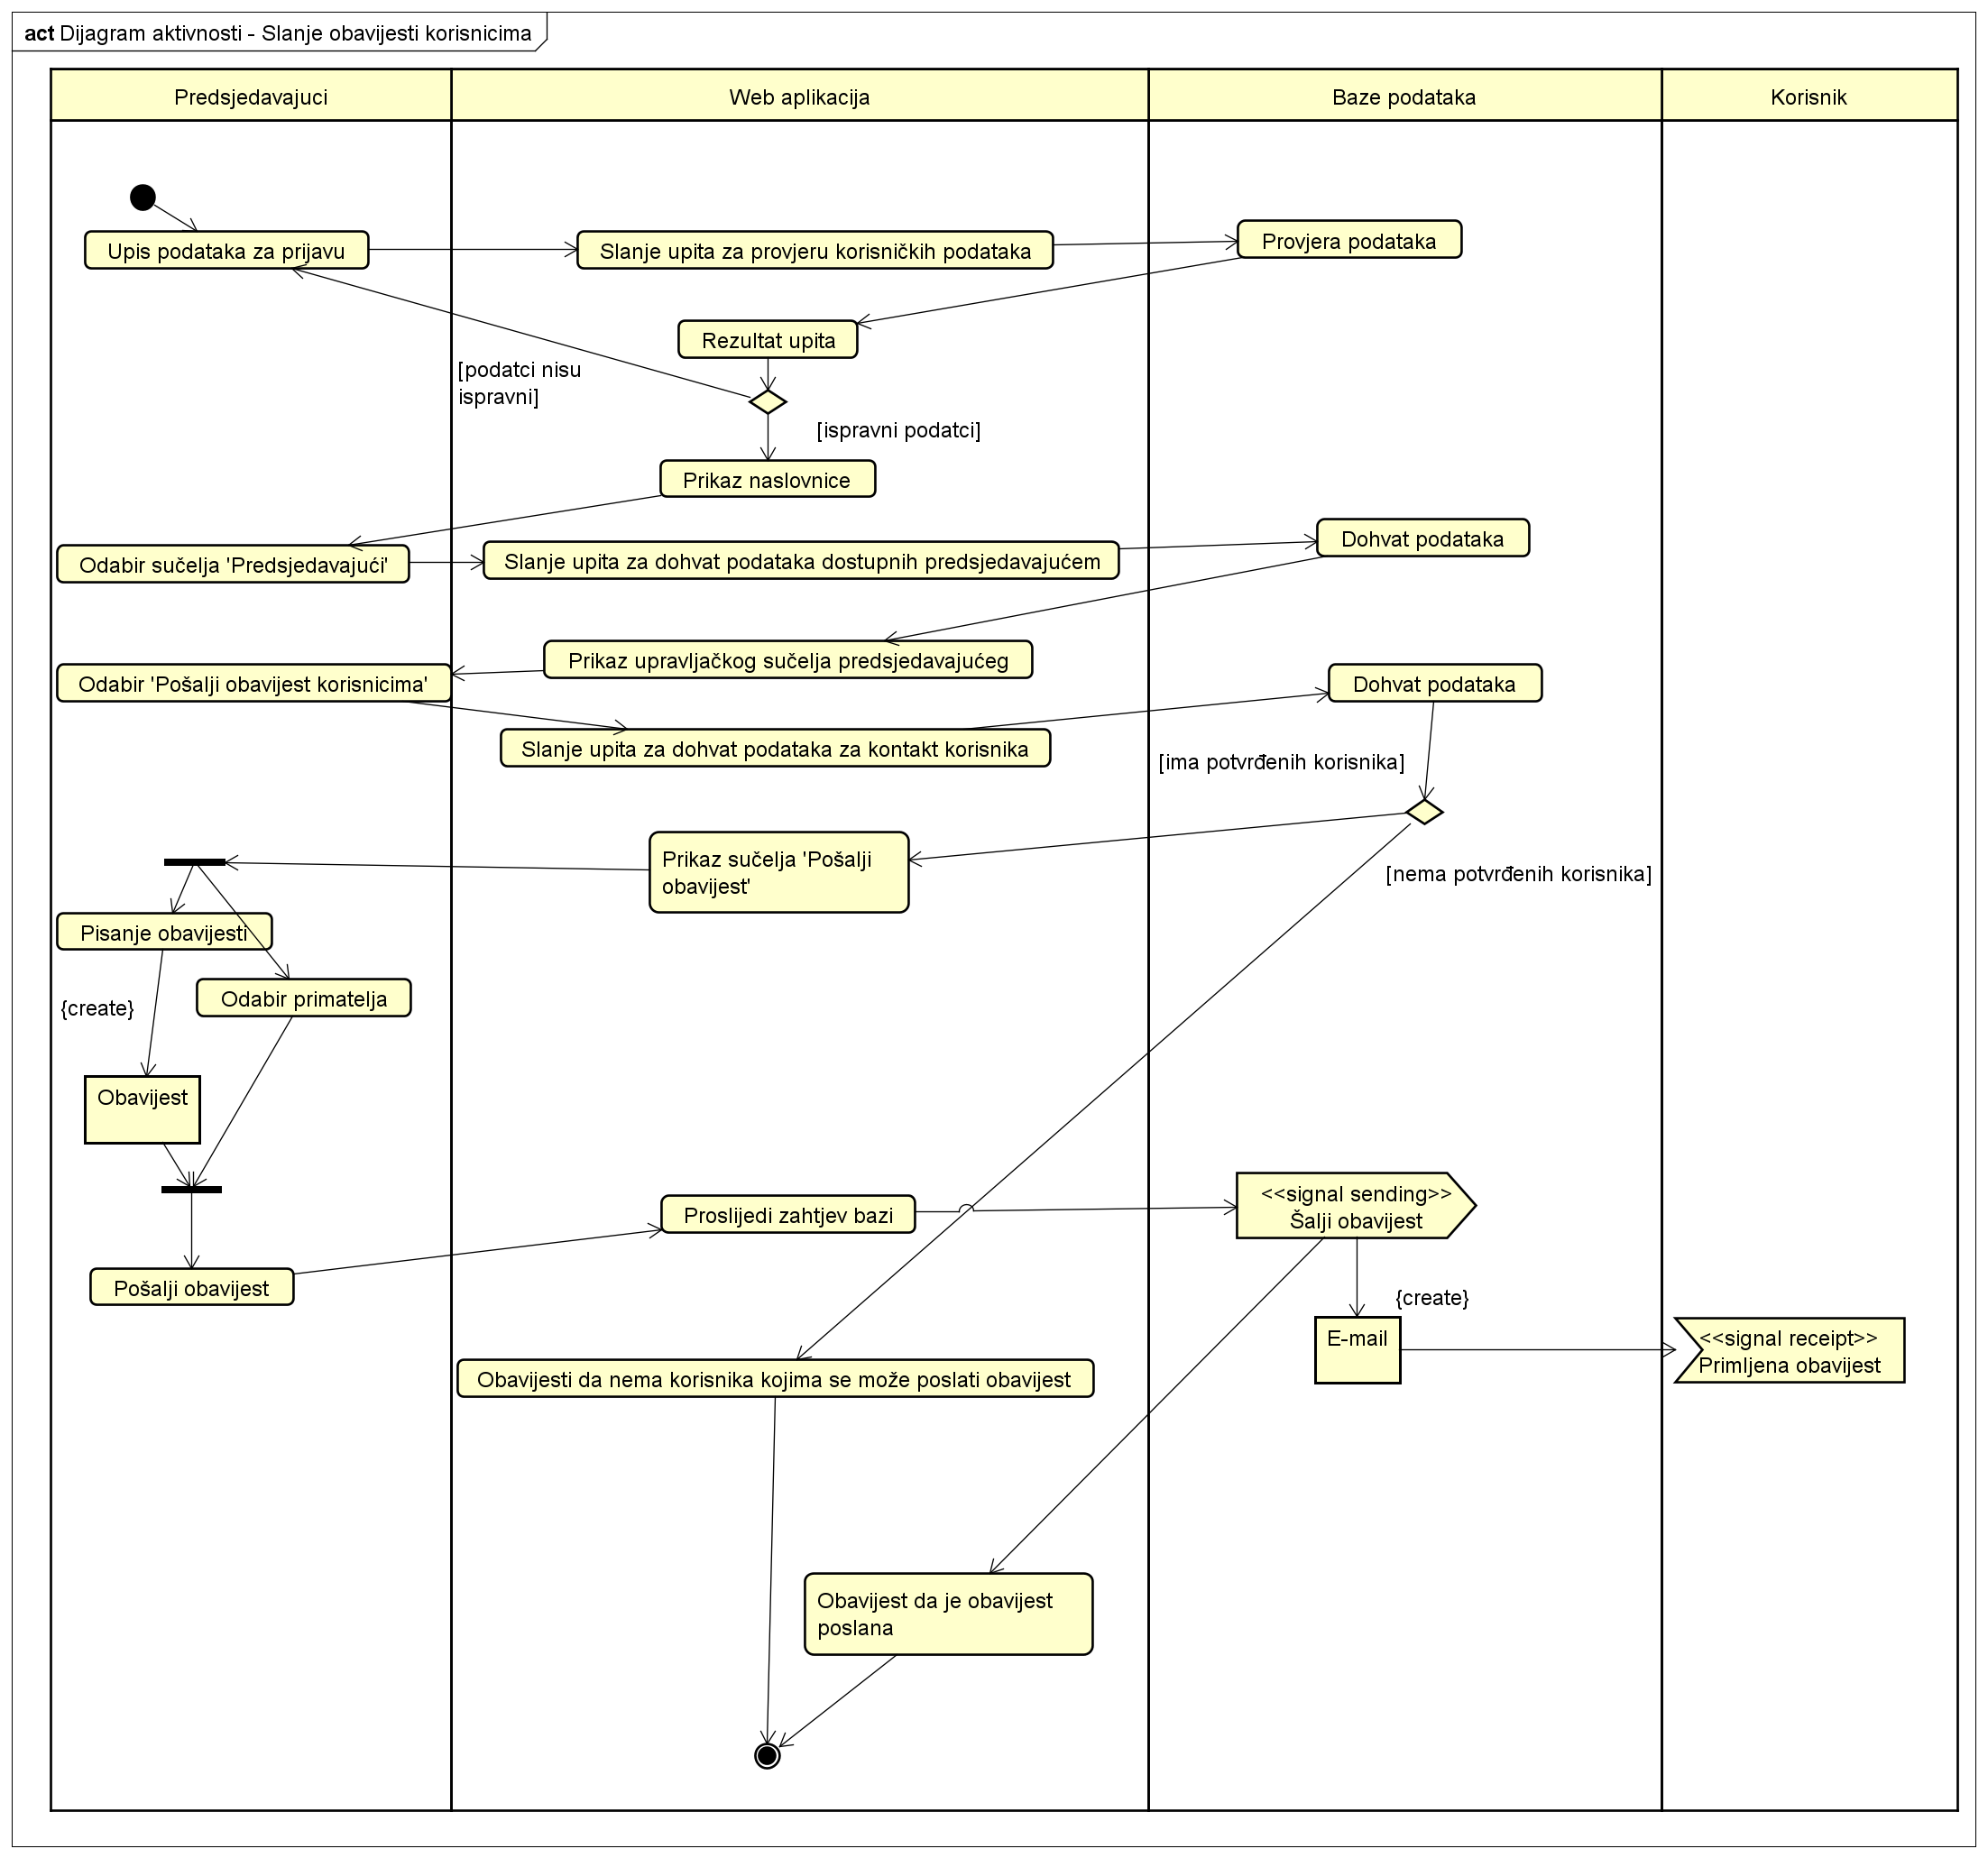 act Dijagram aktivnosti - Slanje obavijesti korisnicima
Predsjedavajuci
Web aplikacija
Baze podataka
Korisnik
Upis podataka za prijavu
Slanje upita za provjeru korisničkih podataka
Provjera podataka
Rezultat upita
[podatci nisu
ispravni]
[ispravni podatci]
Prikaz naslovnice
Odabir sučelja 'Predsjedavajući'
Slanje upita za dohvat podataka dostupnih predsjedavajućem
Dohvat podataka
Prikaz upravljačkog sučelja predsjedavajućeg
Odabir 'Pošalji obavijest korisnicima'
Dohvat podataka
Slanje upita za dohvat podataka za kontakt korisnika
[ima potvrđenih korisnika]
Prikaz sučelja 'Pošalji
obavijest'
[nema potvrđenih korisnika]
Pisanje obavijesti
Odabir primatelja
{create}
Obavijest
Proslijedi zahtjev bazi
<<signal sending>>
Šalji obavijest
Pošalji obavijest
{create}
E-mail
<<signal receipt>>
Primljena obavijest
Obavijesti da nema korisnika kojima se može poslati obavijest
Obavijest da je obavijest
poslana